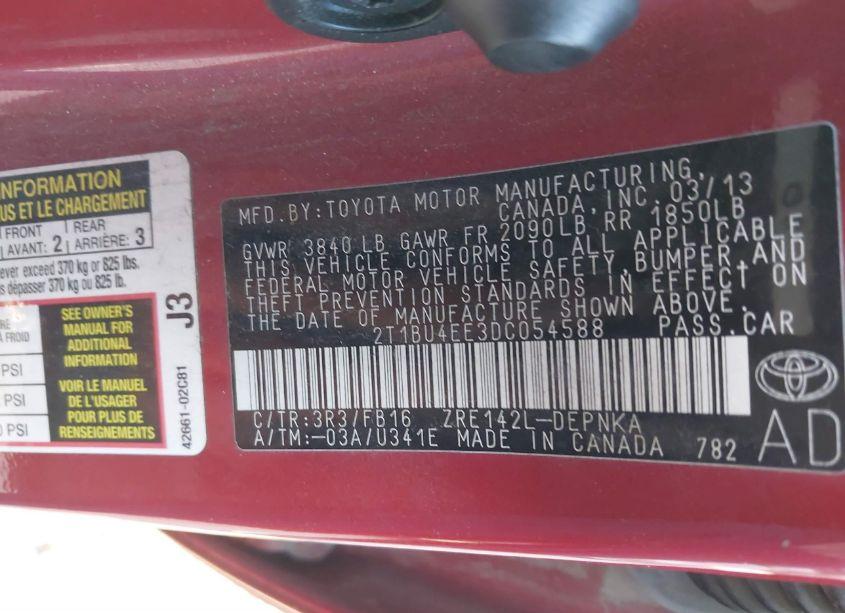 INFORMATION
US ET LE CHARGEMENT
FRONT
AVANT: 2
REAR
ARRIÈRE: 3
ever exceed 370 kg or 825 lbs.
s dépasser 370 kg ou 825 lb.
RE
A FROID
PSI
PSI
PSI
SEE OWNER'S
MANUAL FOR
ADDITIONAL
INFORMATION
VOIR LE MANUEL
DE L'USAGER
POUR PLUS DE
RENSEIGNEMENTS
J3
42661-02C81
MFD. BY: TOYOTA MOTOR MANUFACTURING,
CANADA, INC. 03/13
GVWR 3840 LB GAWR FR 2090LB, RR 1850LB
THIS VEHICLE CONFORMS TO ALL APPLICABLE
FEDERAL MOTOR VEHICLE SAFETY, BUMPER, AND
THEFT PREVENTION STANDARDS IN EFFECT ON
THE DATE OF MANUFACTURE SHOWN ABOVE.
2T1BU4EE3DC054588 PASS.CAR
C/TR:3R3/FB16 ZRE142L-DEPNKA
A/TM:-03A/U341E MADE IN CANADA 782
AD